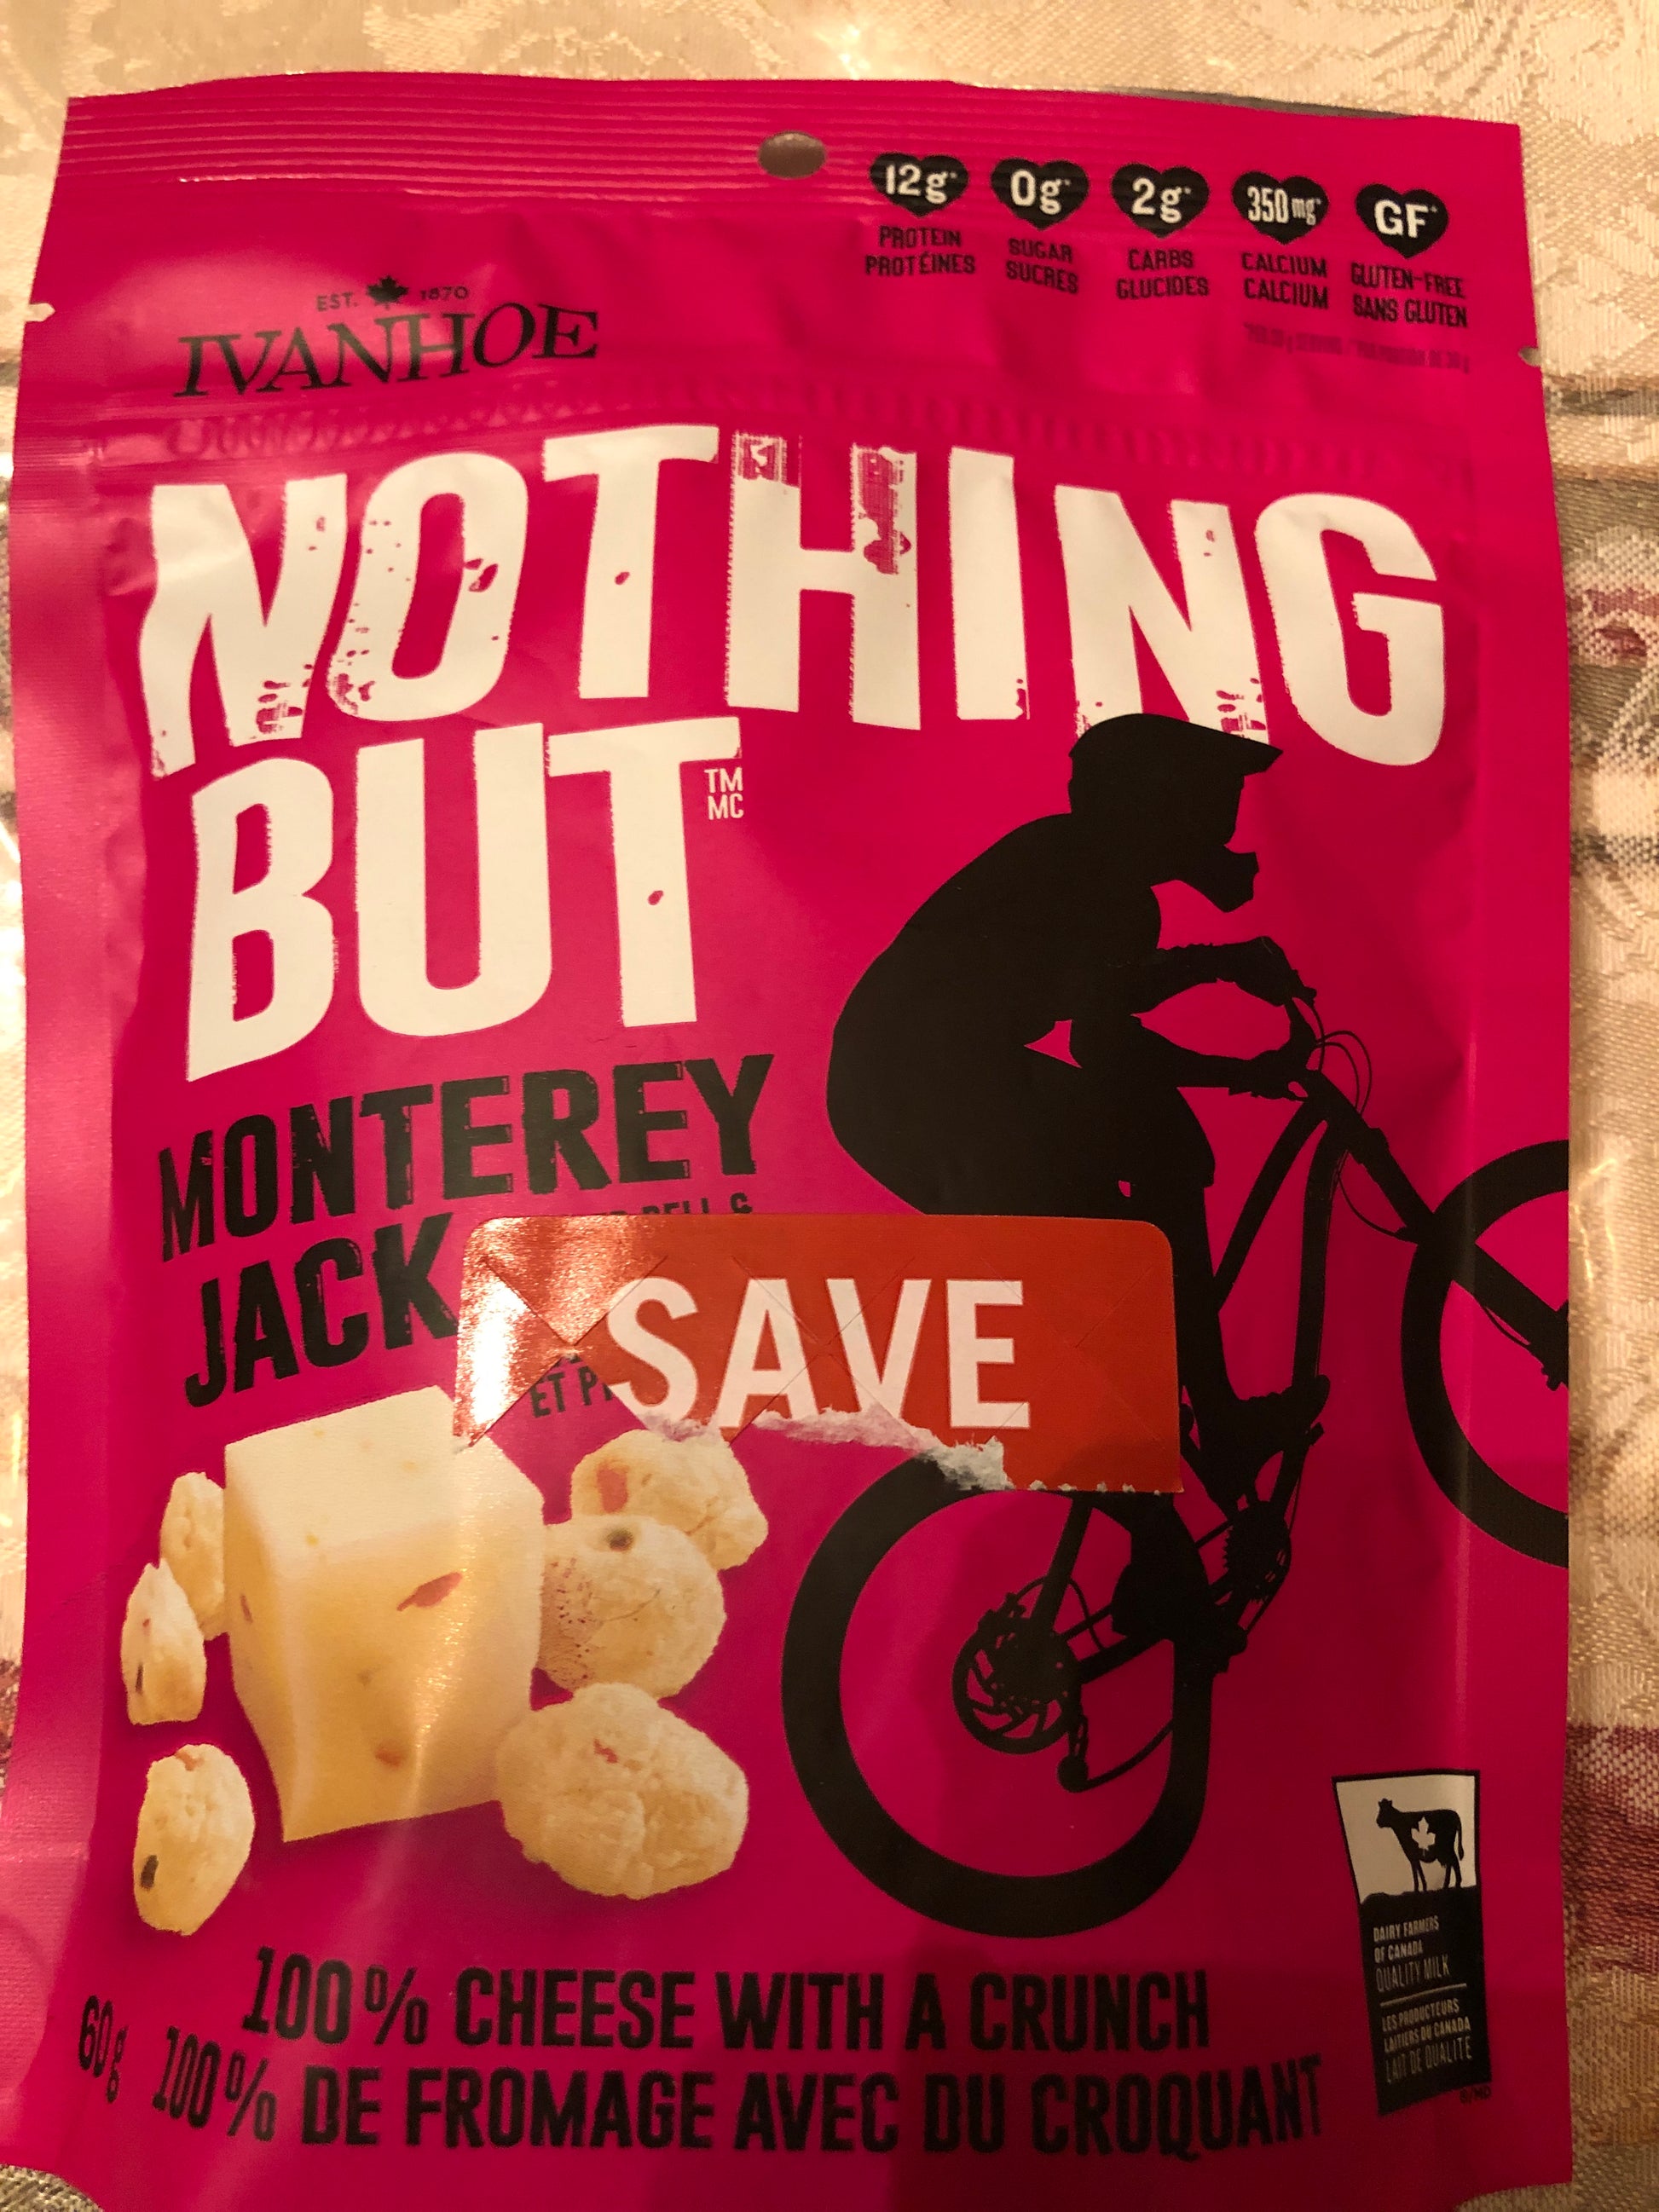 12g* 0g* 2g* 350mg* GF*
PROTEIN SUGAR CARBS CALCIUM GLUTEN-FREE
PROTÉINES SUCRES GLUCIDES CALCIUM SANS GLUTEN
EST. 1870
IVANHOE
NOTHING
BUT
TM
MC
MONTEREY
JACK
BELL &
ET
SAVE
DAIRY FARMERS
OF CANADA
QUALITY MILK
LES PRODUCTEURS
LAITIERS DU CANADA
LAIT DE QUALITÉ
®/MD
100% CHEESE WITH A CRUNCH
60g
100% DE FROMAGE AVEC DU CROQUANT